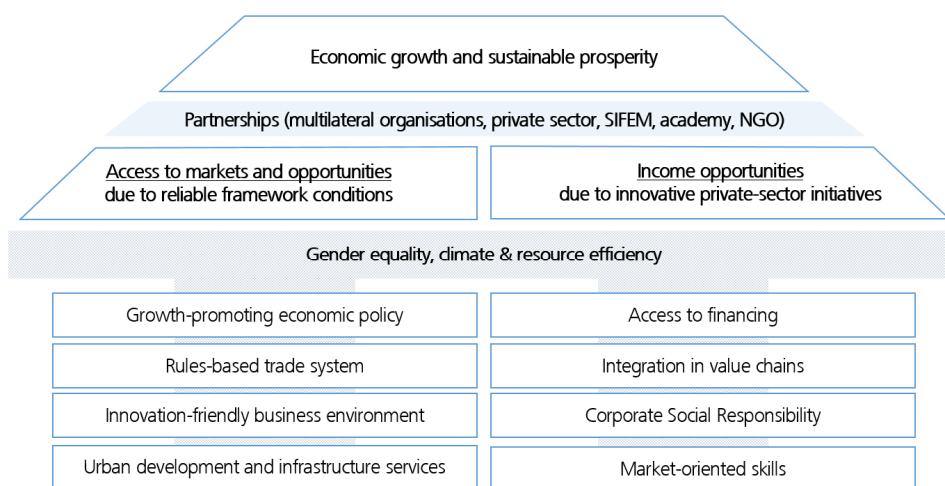 Economic growth and sustainable prosperity
Partnerships (multilateral organisations, private sector, SIFEM, academy, NGO)
Access to markets and opportunities
due to reliable framework conditions
Income opportunities
due to innovative private-sector initiatives
Gender equality, climate & resource efficiency
Growth-promoting economic policy
Access to financing
Rules-based trade system
Integration in value chains
Innovation-friendly business environment
Corporate Social Responsibility
Urban development and infrastructure services
Market-oriented skills